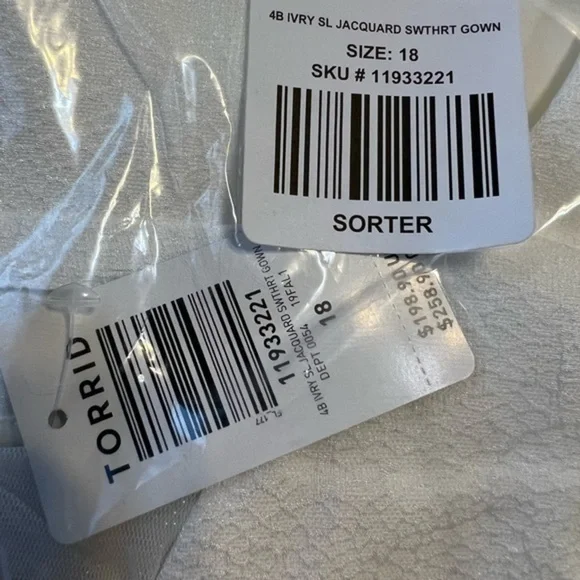 4B IVRY SL JACQUARD SWTHRT GOWN
SIZE: 18
SKU # 11933221
SORTER
TORRID
11933221
4B IVRY SL JACQUARD SWTHRT GOWN
DEPT 0054 19FAL1
18
$198.90
$258.90